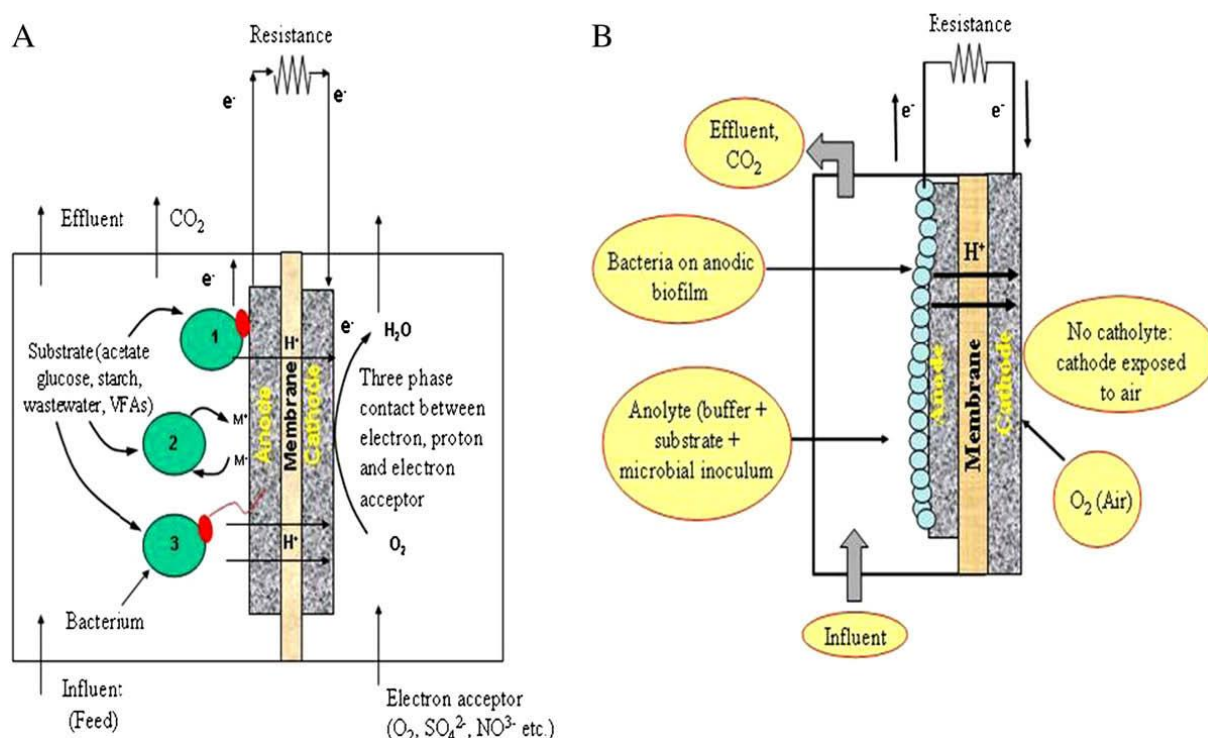 A
Resistance
e-
e-
Effluent
CO2
e-
e-
1
H+
H2O
Substrate (acetate
glucose, starch,
wastewater, VFAs)
2
M+
M+
Anode
Membrane
Cathode
Three phase
contact between
electron, proton
and electron
acceptor
3
H+
O2
Bacterium
Influent
(Feed)
Electron acceptor
(O2, SO4 2-, NO3- etc.)
B
Resistance
e-
e-
Effluent,
CO2
Bacteria on anodic
biofilm
H+
Anode
Membrane
Cathode
No catholyte:
cathode exposed
to air
Anolyte (buffer +
substrate +
microbial inoculum
O2 (Air)
Influent